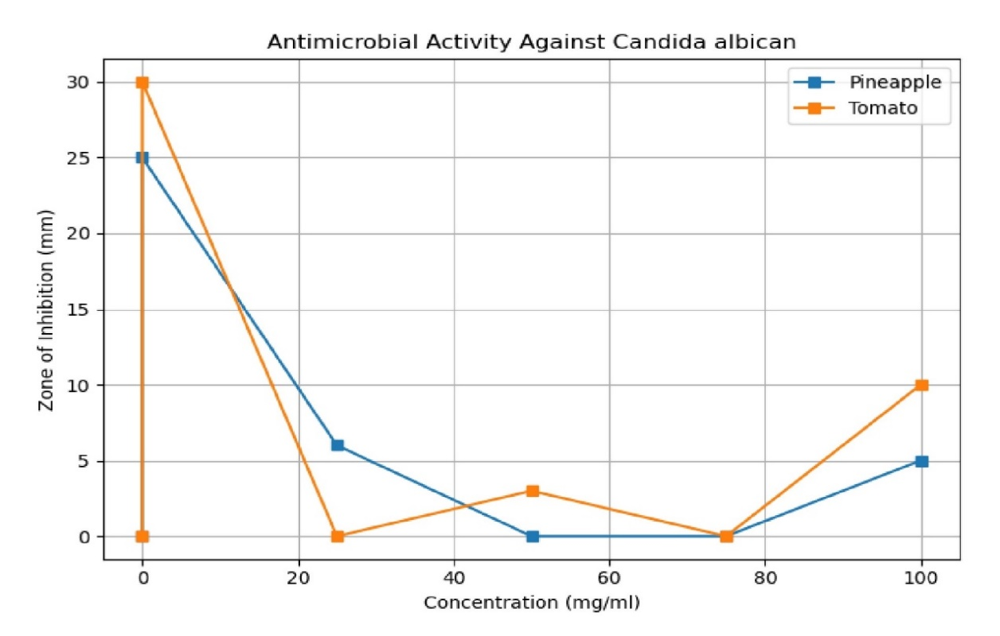 Antimicrobial Activity Against Candida albican
Pineapple
Tomato
30
25
20
15
10
5
0
Zone of Inhibition (mm)
0 20 40 60 80 100
Concentration (mg/ml)